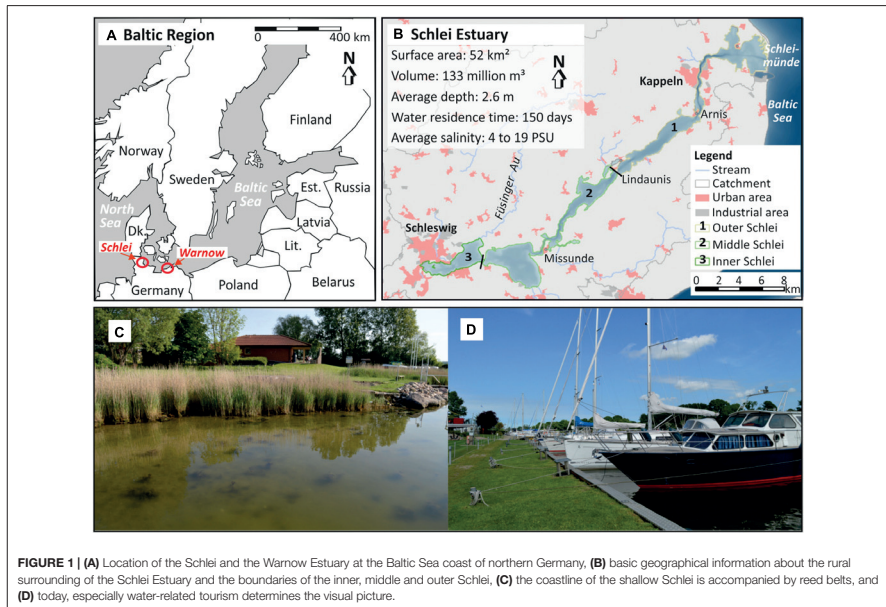 A Baltic Region
0 400 km
N
Finland
Norway
Sweden
Baltic
Sea
Est.
Russia
North
Sea
Latvia
Dk.
Lit.
Schlei
Warnow
Germany
Poland
Belarus
B Schlei Estuary
Surface area: 52 km²
Volume: 133 million m³
Average depth: 2.6 m
Water residence time: 150 days
Average salinity: 4 to 19 PSU
N
Schlei-
münde
Kappeln
Baltic
Sea
Arnis
1
Lindaunis
2
Füsinger Au
Schleswig
3
Missunde
Legend
Stream
Catchment
Urban area
Industrial area
1 Outer Schlei
2 Middle Schlei
3 Inner Schlei
0 2 4 6 8
km
C
D
FIGURE 1 | (A) Location of the Schlei and the Warnow Estuary at the Baltic Sea coast of northern Germany, (B) basic geographical information about the rural
surrounding of the Schlei Estuary and the boundaries of the inner, middle and outer Schlei, (C) the coastline of the shallow Schlei is accompanied by reed belts, and
(D) today, especially water-related tourism determines the visual picture.